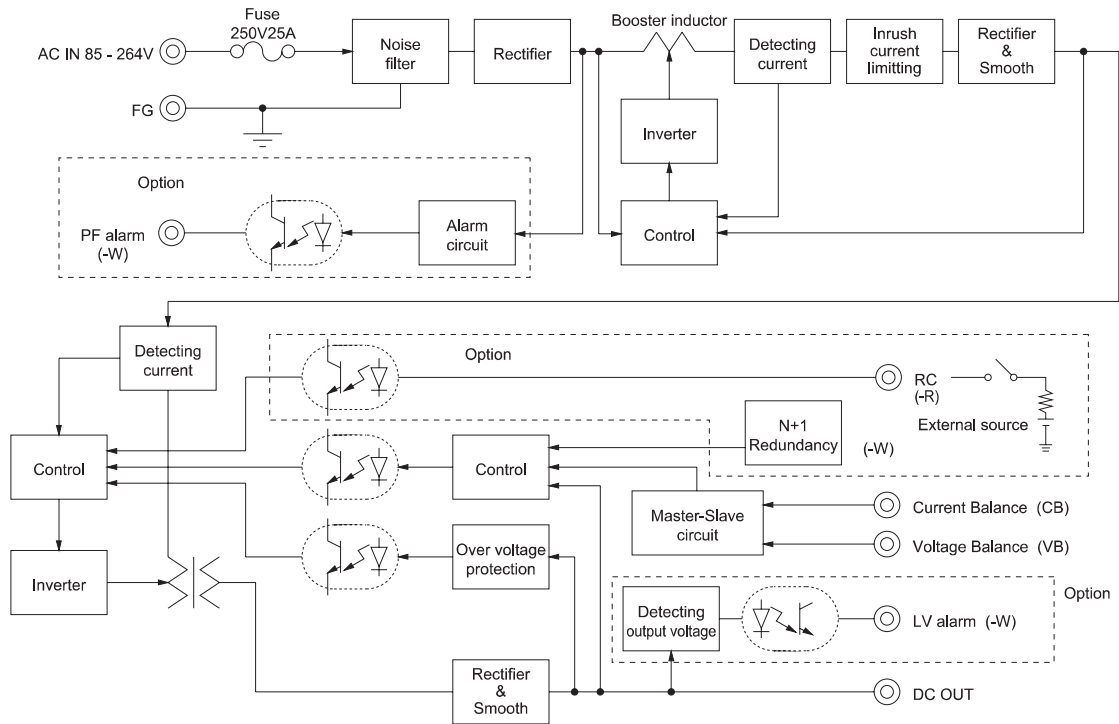 Fuse
250V25A
AC IN 85 - 264V
Noise
filter
Rectifier
Booster inductor
Detecting
current
Inrush
current
limitting
Rectifier
&
Smooth
FG
Inverter
Option
PF alarm
(-W)
Alarm
circuit
Control
Detecting
current
Option
RC
(-R)
External source
N+1
Redundancy
(-W)
Control
Control
Master-Slave
circuit
Current Balance (CB)
Voltage Balance (VB)
Inverter
Over voltage
protection
Option
Detecting
output voltage
LV alarm (-W)
Rectifier
&
Smooth
DC OUT